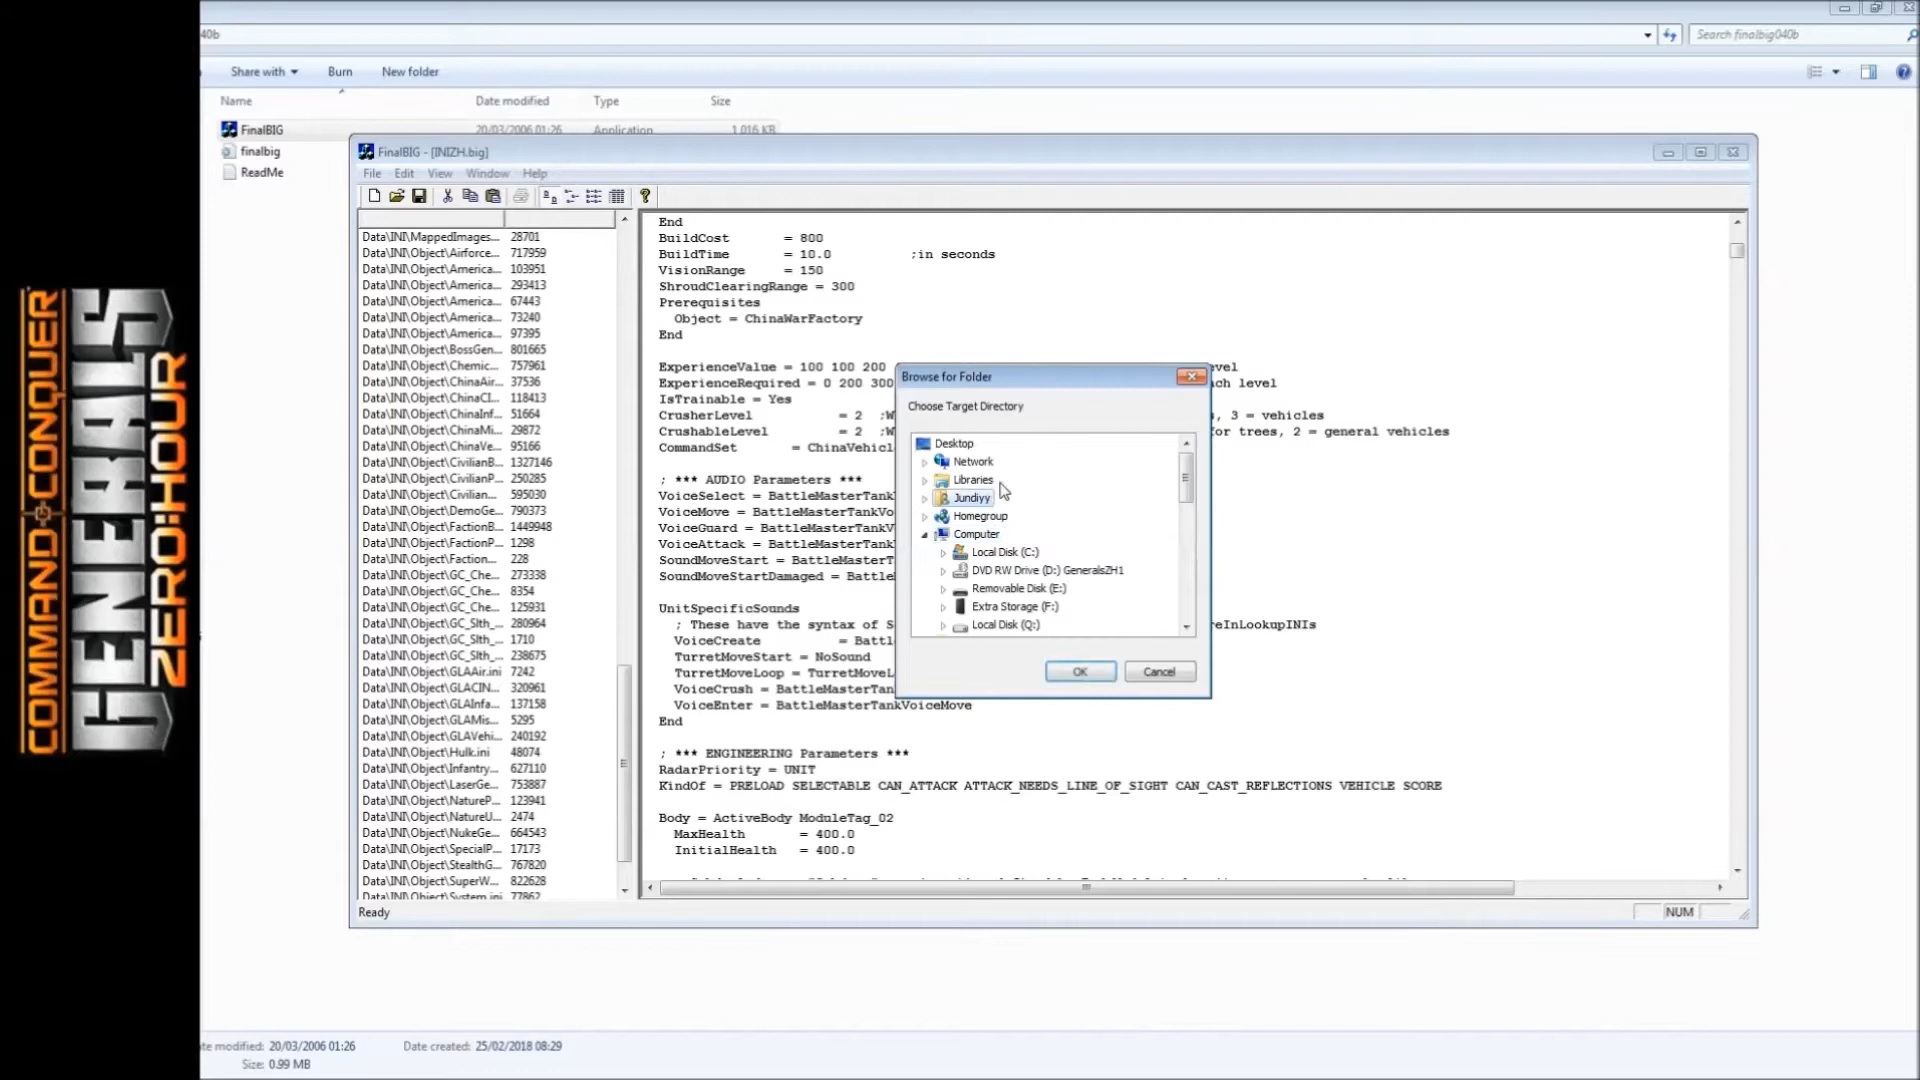 COMMAND CONQUER
GENERALS
ZERO:HOUR
40b
Search finalbig040b
Share with
Burn
New folder
Name
Date modified
Type
Size
FinalBIG
20/03/2006 01:26
Application
1,016 KB
finalbig
ReadMe
FinalBIG - [INIZH.big]
File Edit View Window Help
Data\INI\MappedImages... 28701
Data\INI\Object\Airforce... 717959
Data\INI\Object\America... 103951
Data\INI\Object\America... 293413
Data\INI\Object\America... 67443
Data\INI\Object\America... 73240
Data\INI\Object\America... 97395
Data\INI\Object\BossGen... 801665
Data\INI\Object\Chemic... 757961
Data\INI\Object\ChinaAir... 37536
Data\INI\Object\ChinaCI... 118413
Data\INI\Object\ChinaInf... 51664
Data\INI\Object\ChinaMi... 29872
Data\INI\Object\ChinaVe... 95166
Data\INI\Object\CivilianB... 1327146
Data\INI\Object\CivilianP... 250285
Data\INI\Object\Civilian... 595030
Data\INI\Object\DemoGe... 790373
Data\INI\Object\FactionB... 1449948
Data\INI\Object\FactionP... 1298
Data\INI\Object\Faction... 228
Data\INI\Object\GC_Che... 273338
Data\INI\Object\GC_Che... 8354
Data\INI\Object\GC_Che... 125931
Data\INI\Object\GC_Slth_... 280964
Data\INI\Object\GC_Slth_... 1710
Data\INI\Object\GC_Slth_... 238675
Data\INI\Object\GLAAir.ini 7242
Data\INI\Object\GLACIN... 320961
Data\INI\Object\GLAInfa... 137158
Data\INI\Object\GLAMis... 5295
Data\INI\Object\GLAVehi... 240192
Data\INI\Object\Hulk.ini 48074
Data\INI\Object\Infantry... 627110
Data\INI\Object\LaserGe... 753887
Data\INI\Object\NatureP... 123941
Data\INI\Object\NatureU... 2474
Data\INI\Object\NukeGe... 664543
Data\INI\Object\SpecialP... 17173
Data\INI\Object\StealthG... 767820
Data\INI\Object\SuperW... 822628
Data\INI\Object\System.ini 77862
End
BuildCost = 800
BuildTime = 10.0 ;in seconds
VisionRange = 150
ShroudClearingRange = 300
Prerequisites
Object = ChinaWarFactory
End
ExperienceValue = 100 100 200 evel
ExperienceRequired = 0 200 300 ach level
IsTrainable = Yes
CrusherLevel = 2 ;W s, 3 = vehicles
CrushableLevel = 2 ;W for trees, 2 = general vehicles
CommandSet = ChinaVehicl
; *** AUDIO Parameters ***
VoiceSelect = BattleMasterTankV
VoiceMove = BattleMasterTankVo
VoiceGuard = BattleMasterTankV
VoiceAttack = BattleMasterTank
SoundMoveStart = BattleMasterT
SoundMoveStartDamaged = Battl
UnitSpecificSounds
; These have the syntax of S reInLookupINIs
VoiceCreate = Battl
TurretMoveStart = NoSound
TurretMoveLoop = TurretMoveL
VoiceCrush = BattleMasterTan
VoiceEnter = BattleMasterTankVoiceMove
End
; *** ENGINEERING Parameters ***
RadarPriority = UNIT
KindOf = PRELOAD SELECTABLE CAN_ATTACK ATTACK_NEEDS_LINE_OF_SIGHT CAN_CAST_REFLECTIONS VEHICLE SCORE
Body = ActiveBody ModuleTag_02
MaxHealth = 400.0
InitialHealth = 400.0
Browse for Folder
Choose Target Directory
Desktop
Network
Libraries
Jundiyy
Homegroup
Computer
Local Disk (C:)
DVD RW Drive (D:) GeneralsZH1
Removable Disk (E:)
Extra Storage (F:)
Local Disk (Q:)
OK
Cancel
Ready
NUM
te modified: 20/03/2006 01:26
Date created: 25/02/2018 08:29
Size: 0.99 MB